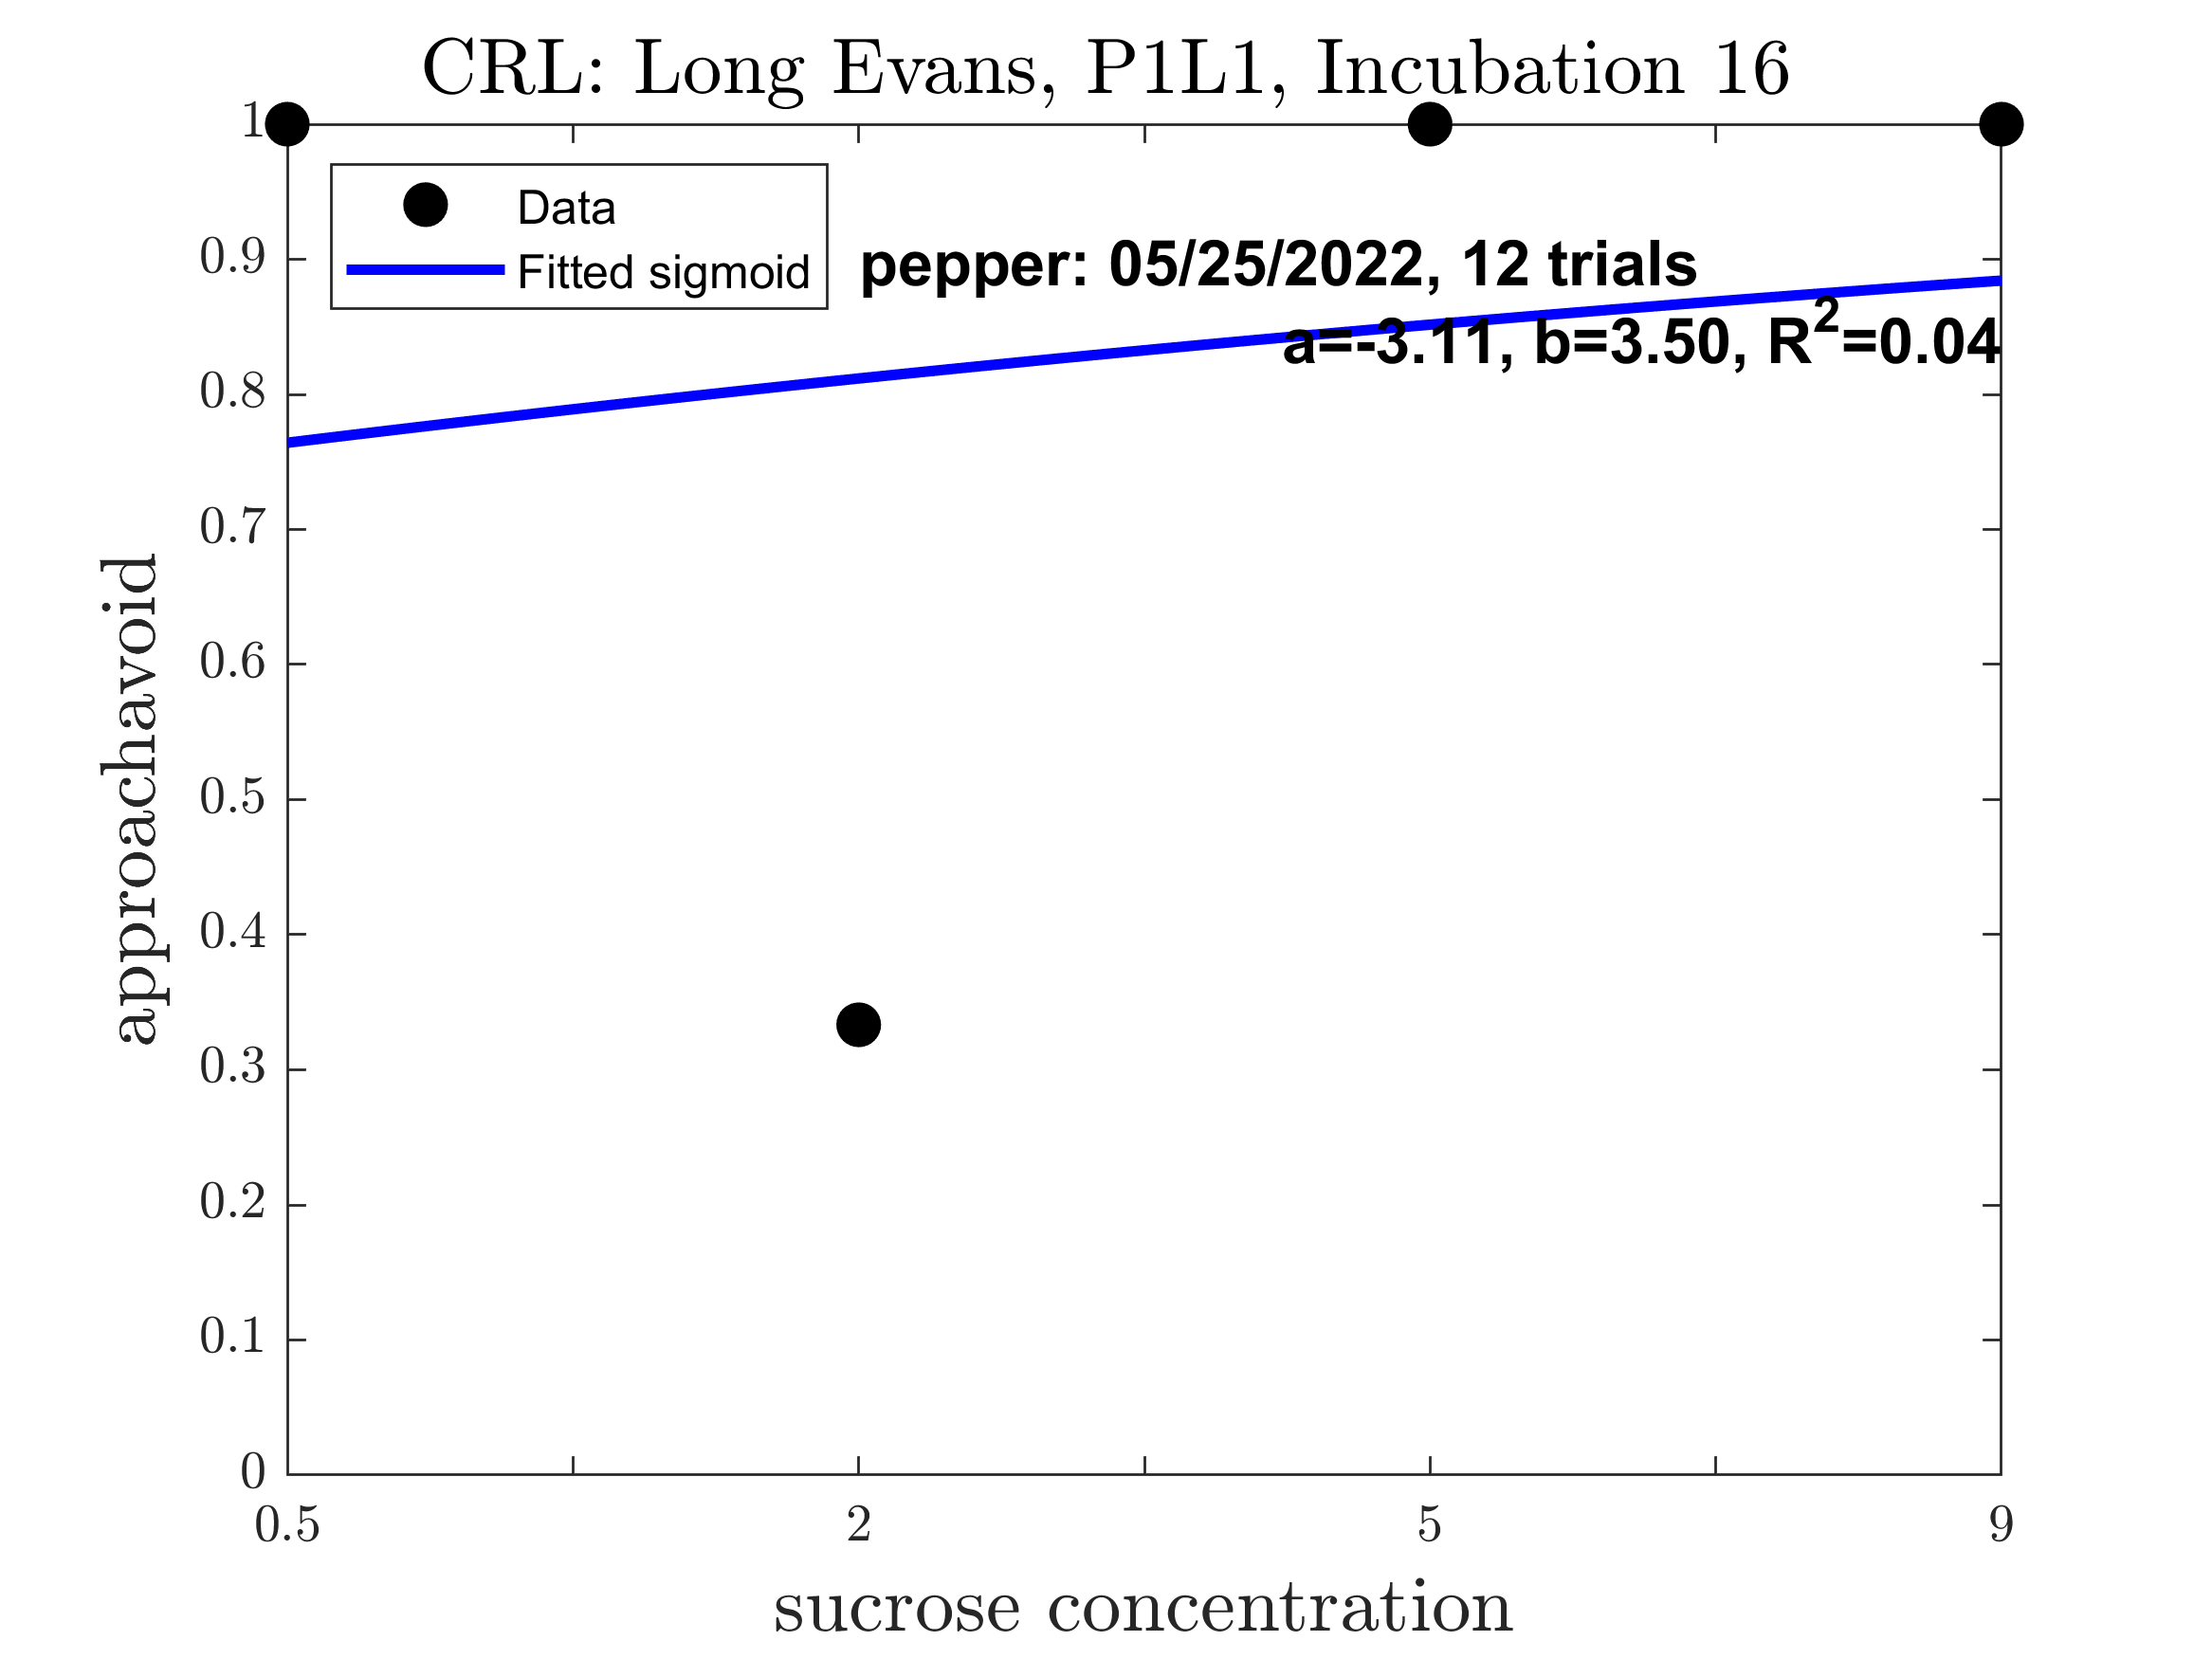 CRL: Long Evans, P1L1, Incubation 16
Data
Fitted sigmoid
pepper: 05/25/2022, 12 trials
a=-3.11, b=3.50, R²=0.04
approachavoid
1
0.9
0.8
0.7
0.6
0.5
0.4
0.3
0.2
0.1
0
0.5 2 5 9
sucrose concentration